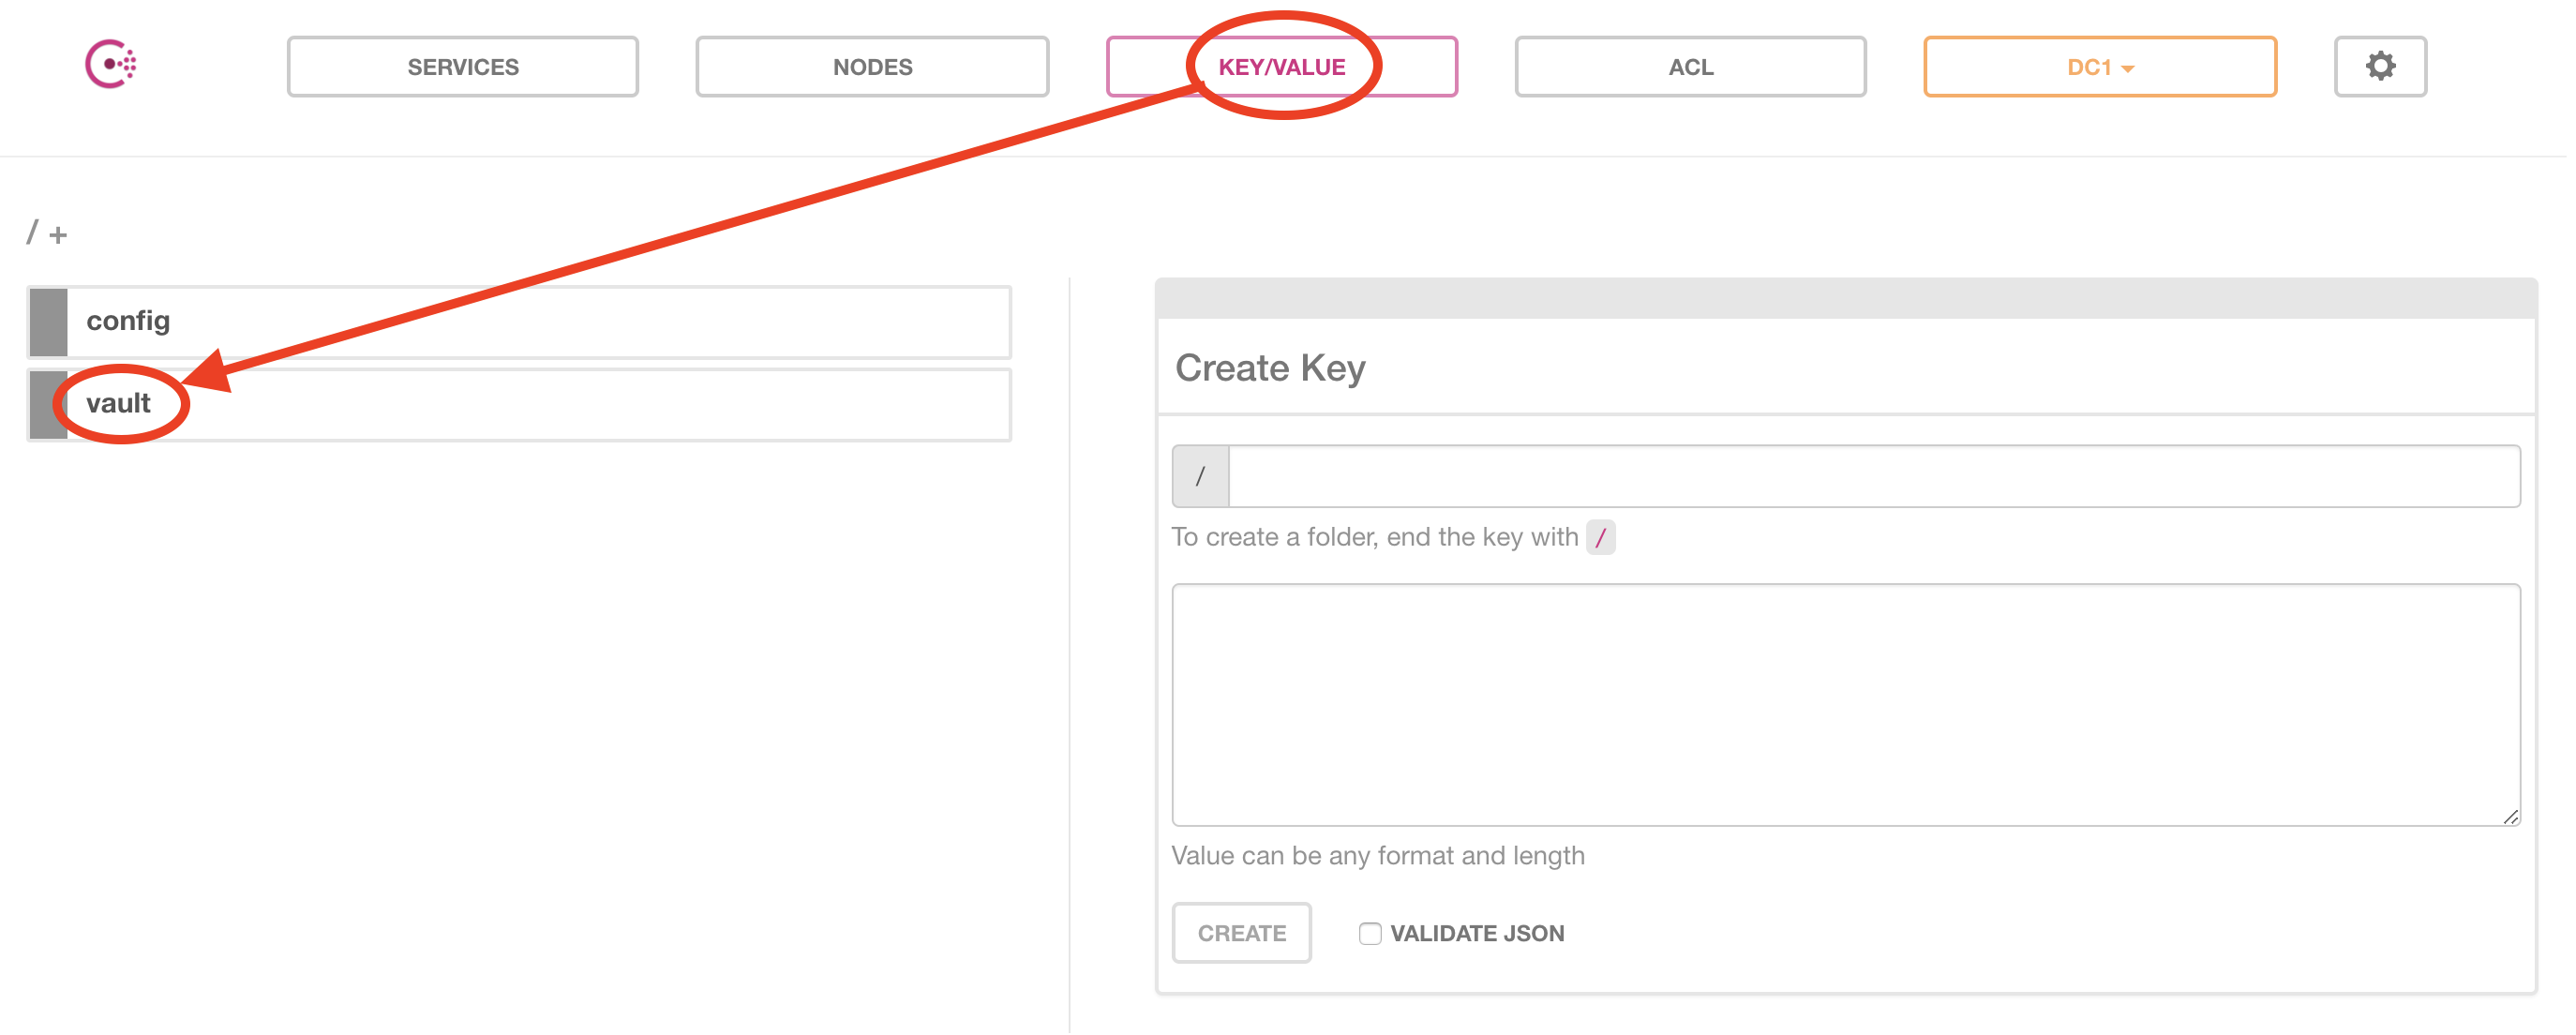 SERVICES
NODES
KEY/VALUE
ACL
DC1
/ +
config
vault
Create Key
/
To create a folder, end the key with /
Value can be any format and length
CREATE
VALIDATE JSON